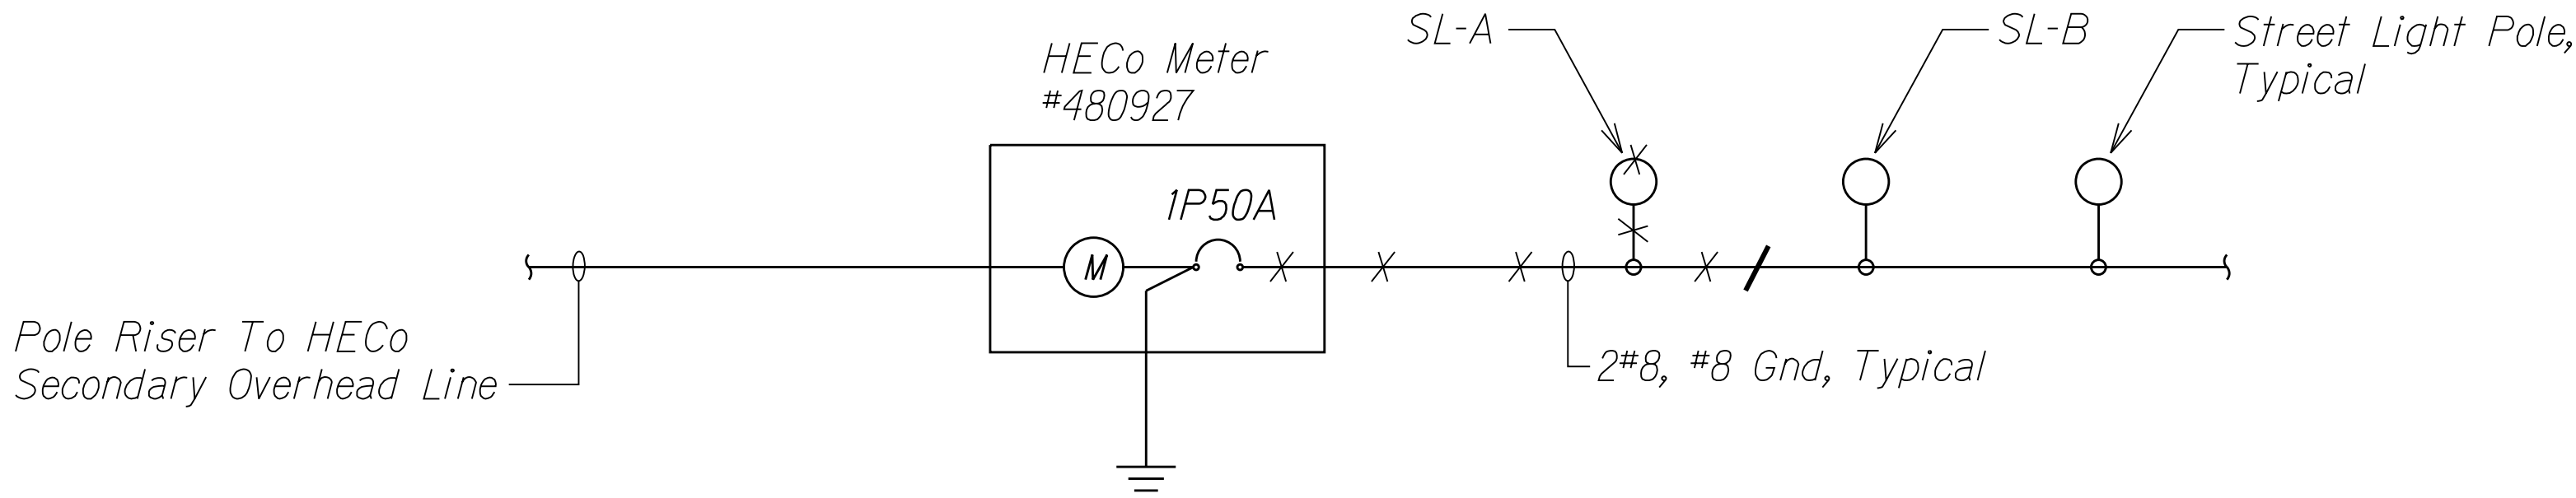 HECo Meter
#480927
SL-A
SL-B
Street Light Pole,
Typical
1P50A
M
Pole Riser To HECo
Secondary Overhead Line
2#8, #8 Gnd, Typical